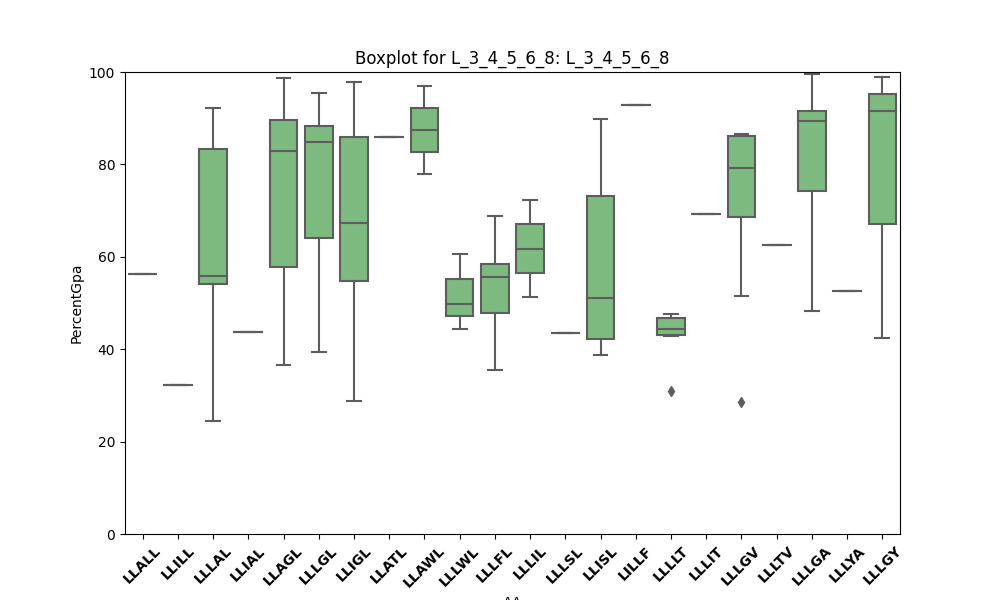 Boxplot for L_3_4_5_6_8: L_3_4_5_6_8
100
80
60
40
20
0
PercentGpa
LLALL LLILL LLLAL LLIAL LLAGL LLLGL LLIGL LLATL LLAWL LLLWL LLLFL LLLIL LLLSL LLISL LILLF LLLLT LLLIT LLLGV LLLTV LLLGA LLLYA LLLGY